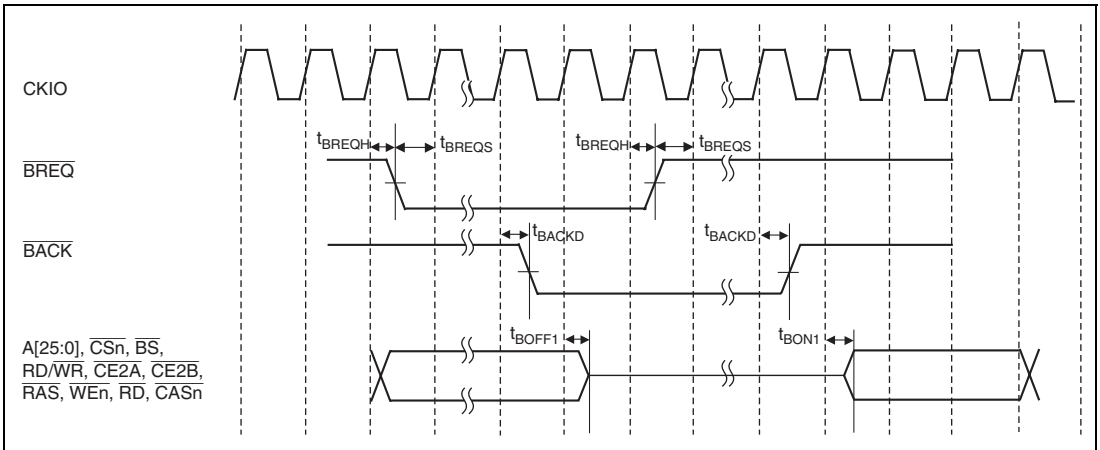 CKIO
tBREQH tBREQS tBREQH tBREQS
BREQ
tBACKD tBACKD
BACK
tBOFF1 tBON1
A[25:0], CSn, BS,
RD/WR, CE2A, CE2B,
RAS, WEn, RD, CASn